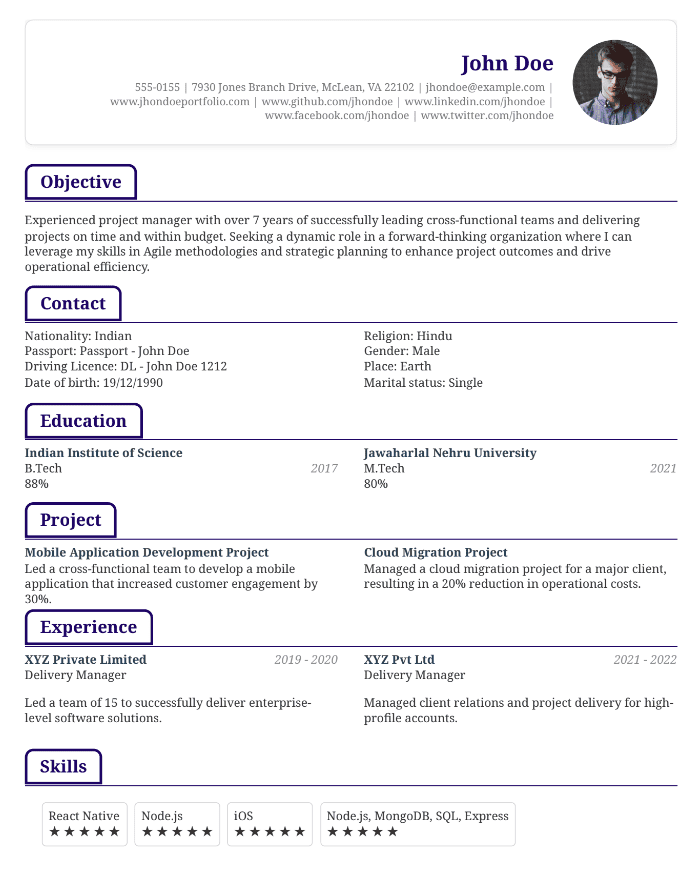 John Doe
555-0155 | 7930 Jones Branch Drive, McLean, VA 22102 | jhondoe@example.com |
www.jhondoeportfolio.com | www.github.com/jhondoe | www.linkedin.com/jhondoe |
www.facebook.com/jhondoe | www.twitter.com/jhondoe
Objective
Experienced project manager with over 7 years of successfully leading cross-functional teams and delivering
projects on time and within budget. Seeking a dynamic role in a forward-thinking organization where I can
leverage my skills in Agile methodologies and strategic planning to enhance project outcomes and drive
operational efficiency.
Contact
Nationality: Indian
Passport: Passport - John Doe
Driving Licence: DL - John Doe 1212
Date of birth: 19/12/1990
Religion: Hindu
Gender: Male
Place: Earth
Marital status: Single
Education
Indian Institute of Science
B.Tech 2017
88%
Jawaharlal Nehru University
M.Tech 2021
80%
Project
Mobile Application Development Project
Led a cross-functional team to develop a mobile
application that increased customer engagement by
30%.
Cloud Migration Project
Managed a cloud migration project for a major client,
resulting in a 20% reduction in operational costs.
Experience
XYZ Private Limited 2019 - 2020
Delivery Manager
Led a team of 15 to successfully deliver enterprise-
level software solutions.
XYZ Pvt Ltd 2021 - 2022
Delivery Manager
Managed client relations and project delivery for high-
profile accounts.
Skills
React Native
★★★★★
Node.js
★★★★★
iOS
★★★★★
Node.js, MongoDB, SQL, Express
★★★★★